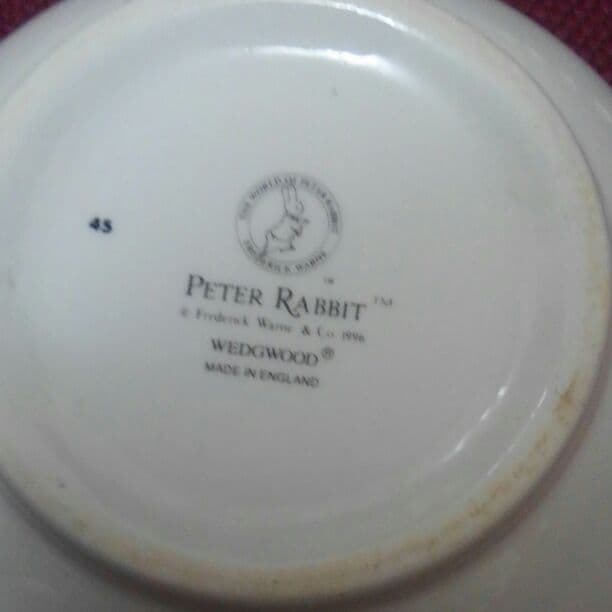 THE WORLD OF PETER RABBIT
FREDERICK WARNE
™
PETER RABBIT ™
© Frederick Warne & Co. 1996
WEDGWOOD ®
MADE IN ENGLAND
45